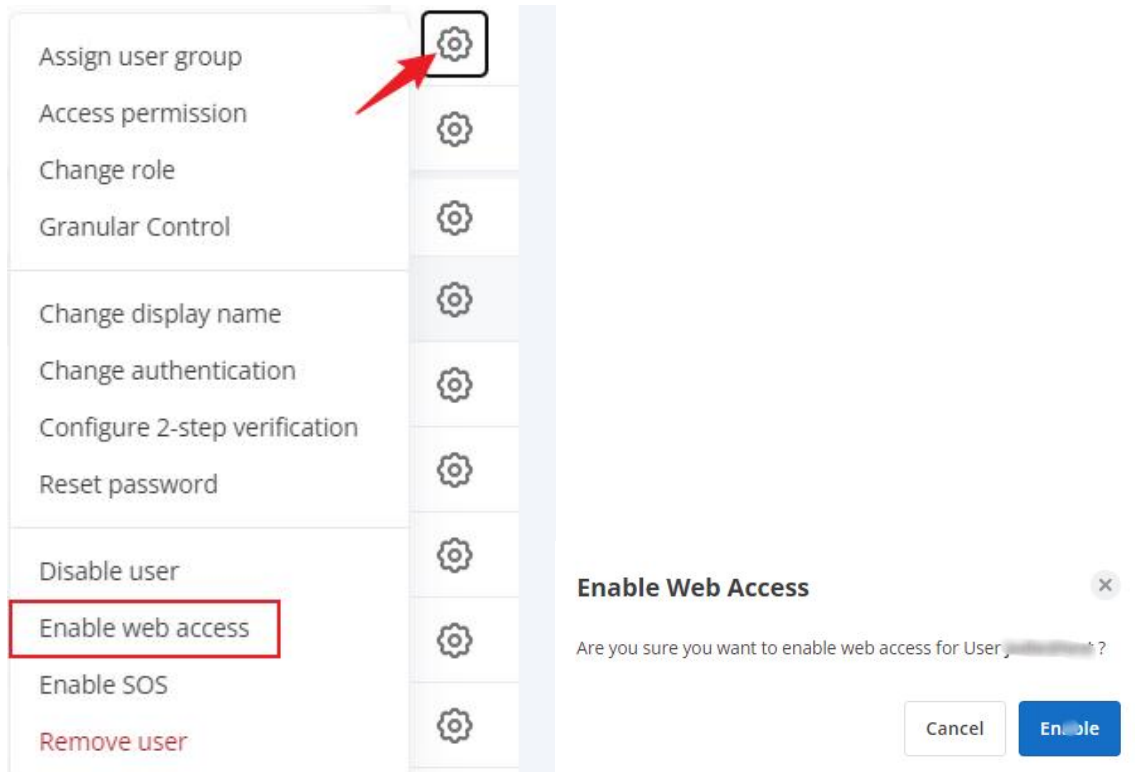 Assign user group
Access permission
Change role
Granular Control
Change display name
Change authentication
Configure 2-step verification
Reset password
Disable user
Enable web access
Enable SOS
Remove user
Enable Web Access
Are you sure you want to enable web access for User ?
Cancel
Enable